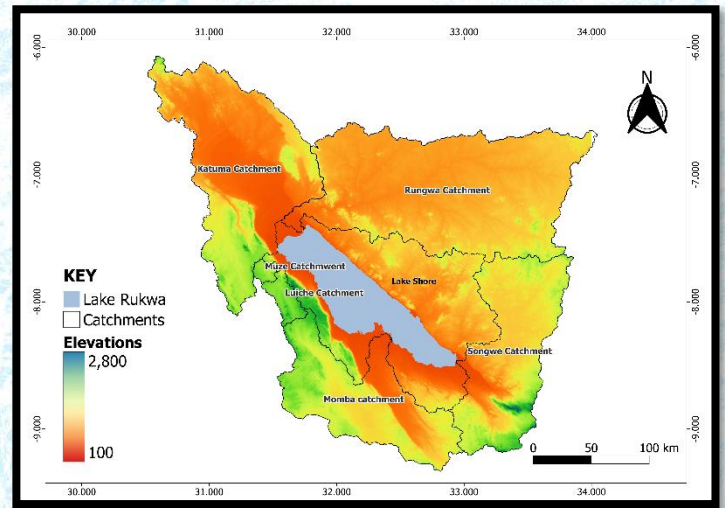 30.000 31.000 32.000 33.000 34.000
-6.000 -6.000
N
Katuma Catchment
Rungwa Catchment
-7.000 -7.000
KEY
Lake Rukwa
Catchments
Elevations
2,800
100
Muze Catchmwent
Luiche Catchment
Lake Shore
-8.000 -8.000
Songwe Catchment
Momba catchment
-9.000 -9.000
0 50 100 km
30.000 31.000 32.000 33.000 34.000